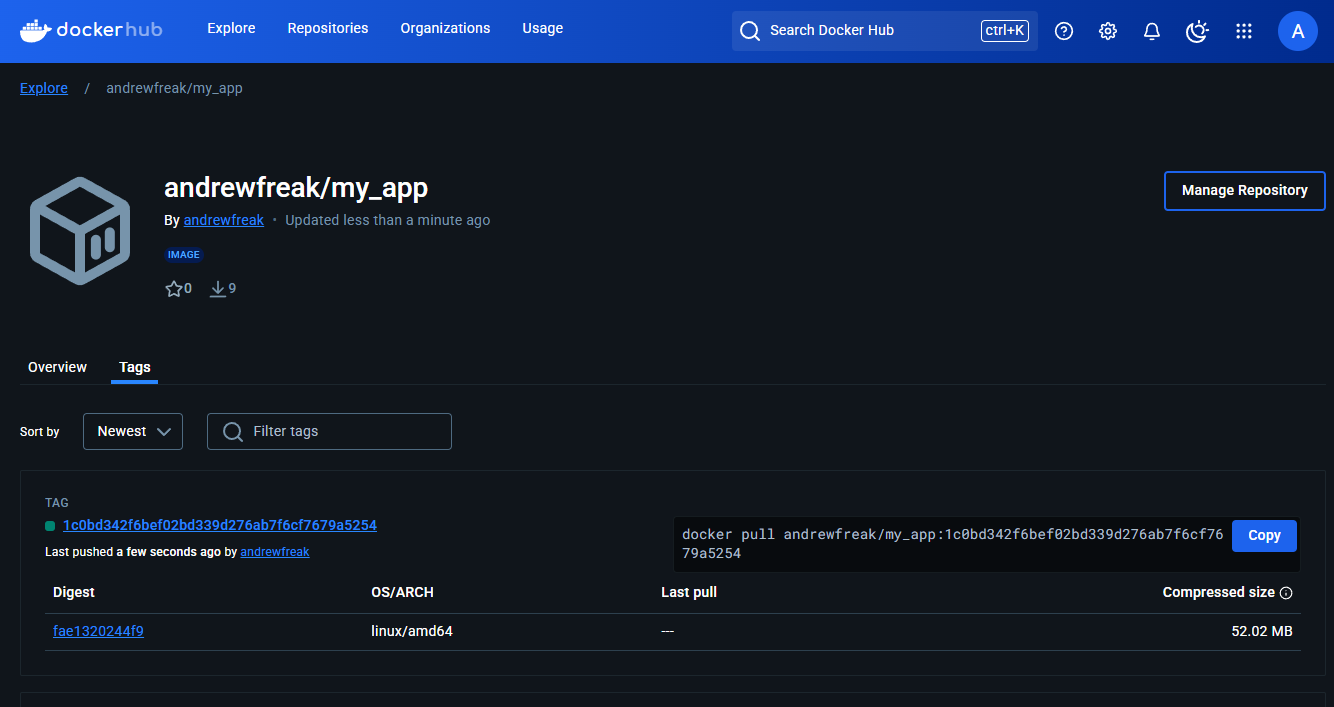 dockerhub Explore Repositories Organizations Usage Search Docker Hub ctrl+K ? A
Explore / andrewfreak/my_app
andrewfreak/my_app
Manage Repository
By andrewfreak · Updated less than a minute ago
IMAGE
0 9
Overview Tags
Sort by Newest Filter tags
TAG
1c0bd342f6bef02bd339d276ab7f6cf7679a5254
Last pushed a few seconds ago by andrewfreak
docker pull andrewfreak/my_app:1c0bd342f6bef02bd339d276ab7f6cf76
79a5254
Copy
Digest OS/ARCH Last pull Compressed size
fae1320244f9 linux/amd64 --- 52.02 MB